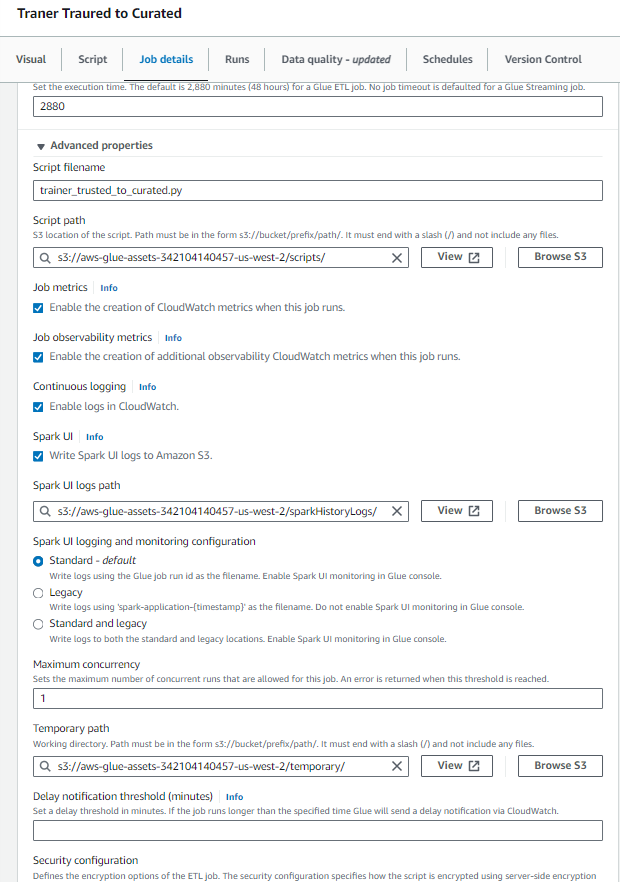 Traner Traured to Curated
Visual Script Job details Runs Data quality - updated Schedules Version Control
Set the execution time. The default is 2,880 minutes (48 hours) for a Glue ETL job. No job timeout is defaulted for a Glue Streaming job.
2880
Advanced properties
Script filename
trainer_trusted_to_curated.py
Script path
S3 location of the script. Path must be in the form s3://bucket/prefix/path/. It must end with a slash (/) and not include any files.
s3://aws-glue-assets-342104140457-us-west-2/scripts/ View Browse S3
Job metrics Info
Enable the creation of CloudWatch metrics when this job runs.
Job observability metrics Info
Enable the creation of additional observability CloudWatch metrics when this job runs.
Continuous logging Info
Enable logs in CloudWatch.
Spark UI Info
Write Spark UI logs to Amazon S3.
Spark UI logs path
s3://aws-glue-assets-342104140457-us-west-2/sparkHistoryLogs/ View Browse S3
Spark UI logging and monitoring configuration
Standard - default
Write logs using the Glue job run id as the filename. Enable Spark UI monitoring in Glue console.
Legacy
Write logs using 'spark-application-{timestamp}' as the filename. Do not enable Spark UI monitoring in Glue console.
Standard and legacy
Write logs to both the standard and legacy locations. Enable Spark UI monitoring in Glue console.
Maximum concurrency
Sets the maximum number of concurrent runs that are allowed for this job. An error is returned when this threshold is reached.
1
Temporary path
Working directory. Path must be in the form s3://bucket/prefix/path/. It must end with a slash (/) and not include any files.
s3://aws-glue-assets-342104140457-us-west-2/temporary/ View Browse S3
Delay notification threshold (minutes) Info
Set a delay threshold in minutes. If the job runs longer than the specified time Glue will send a delay notification via CloudWatch.
Security configuration
Defines the encryption options of the ETL job. The security configuration specifies how the script is encrypted using server-side encryption